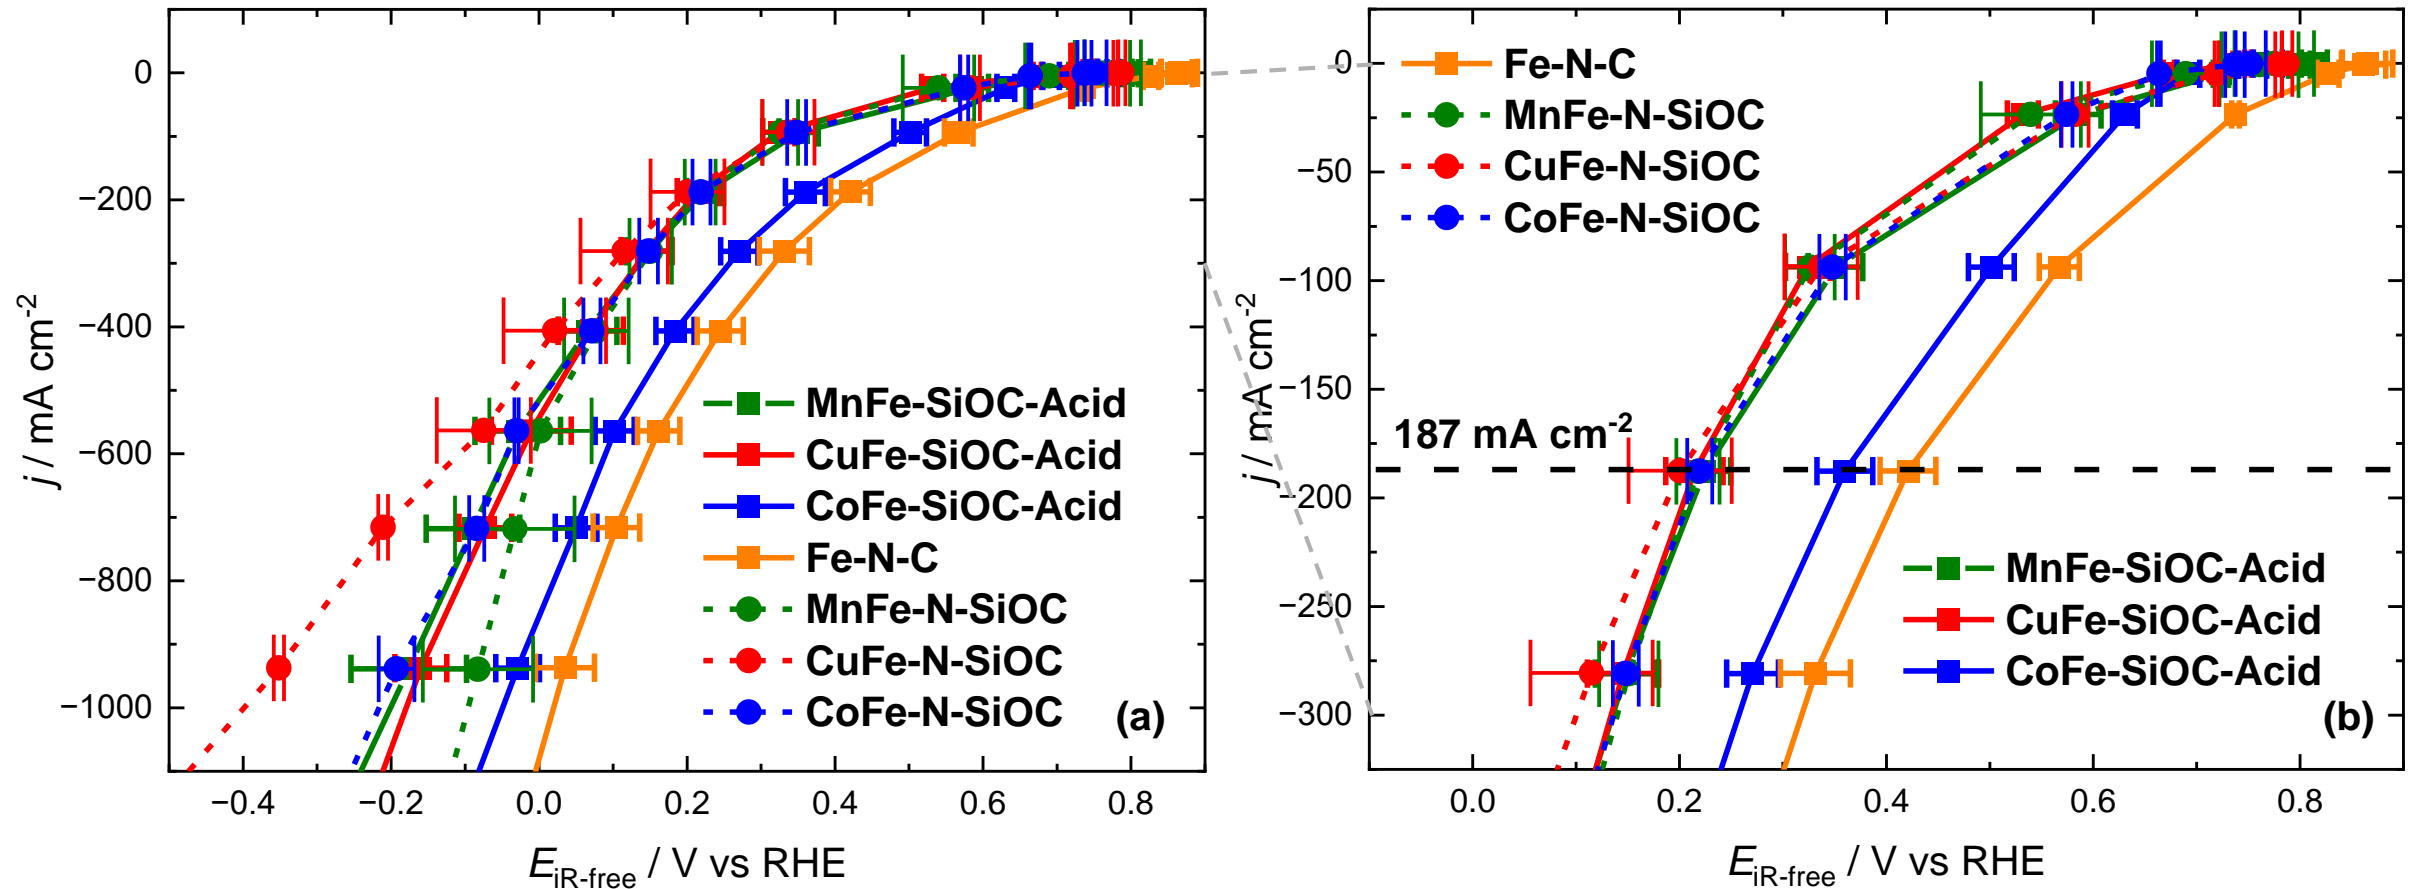 0
−200
−400
−600
−800
−1000
j / mA cm-2
−0.4
−0.2
0.0
0.2
0.4
0.6
0.8
EiR-free / V vs RHE
MnFe-SiOC-Acid
CuFe-SiOC-Acid
CoFe-SiOC-Acid
Fe-N-C
MnFe-N-SiOC
CuFe-N-SiOC
CoFe-N-SiOC
(a)
0
−50
−100
−150
−200
−250
−300
j / mA cm-2
0.0
0.2
0.4
0.6
0.8
EiR-free / V vs RHE
Fe-N-C
MnFe-N-SiOC
CuFe-N-SiOC
CoFe-N-SiOC
187 mA cm-2
MnFe-SiOC-Acid
CuFe-SiOC-Acid
CoFe-SiOC-Acid
(b)